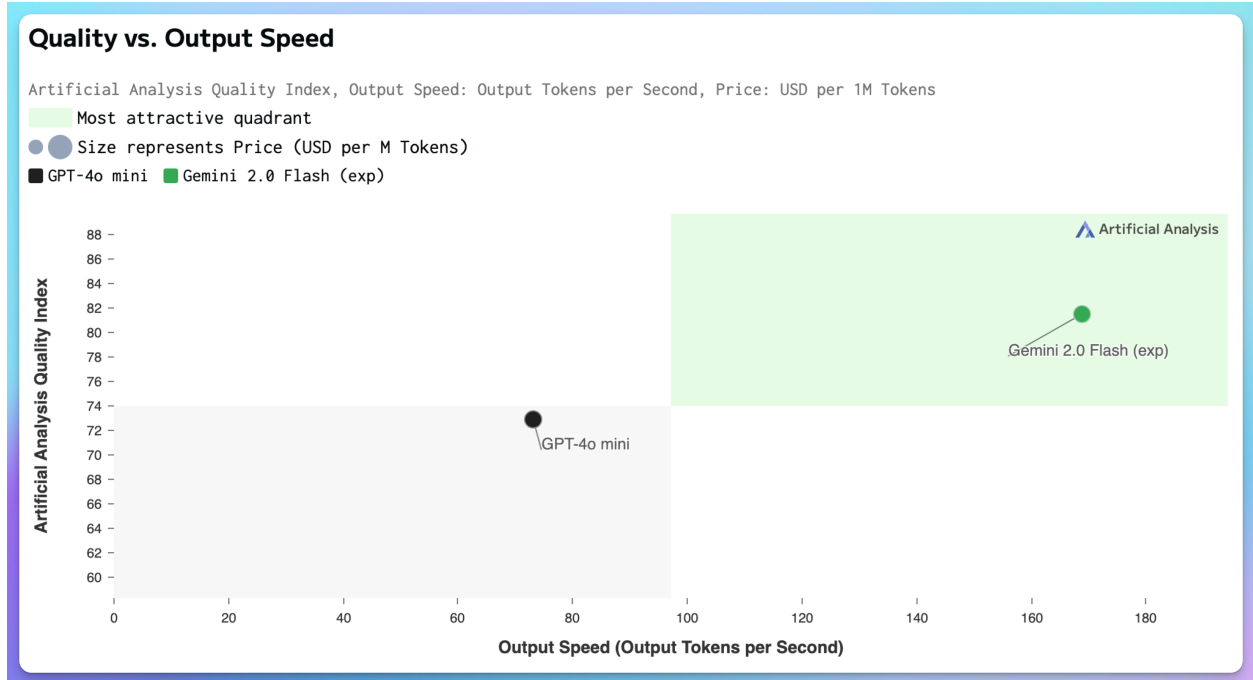 Quality vs. Output Speed
Artificial Analysis Quality Index, Output Speed: Output Tokens per Second, Price: USD per 1M Tokens
Most attractive quadrant
Size represents Price (USD per M Tokens)
GPT-4o mini Gemini 2.0 Flash (exp)
Artificial Analysis
88
86
84
82
80
78
76
74
72
70
68
66
64
62
60
Artificial Analysis Quality Index
Gemini 2.0 Flash (exp)
GPT-4o mini
0 20 40 60 80 100 120 140 160 180
Output Speed (Output Tokens per Second)